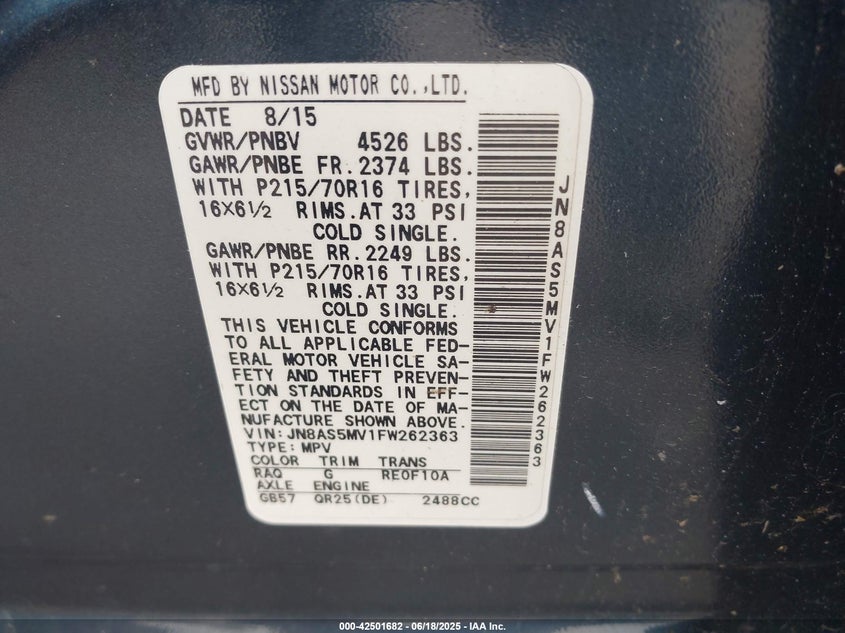 MFD BY NISSAN MOTOR CO.,LTD.
DATE 8/15
GVWR/PNBV 4526 LBS.
GAWR/PNBE FR.2374 LBS.
WITH P215/70R16 TIRES,
16X6½ RIMS.AT 33 PSI
COLD SINGLE.
GAWR/PNBE RR.2249 LBS.
WITH P215/70R16 TIRES,
16X6½ RIMS.AT 33 PSI
COLD SINGLE.
THIS VEHICLE CONFORMS
TO ALL APPLICABLE FED-
ERAL MOTOR VEHICLE SA-
FETY AND THEFT PREVEN-
TION STANDARDS IN EFF-
ECT ON THE DATE OF MA-
NUFACTURE SHOWN ABOVE.
VIN: JN8AS5MV1FW262363
TYPE: MPV
COLOR TRIM TRANS
RAQ G RE0F10A
AXLE ENGINE
GB57 QR25(DE) 2488CC
JN8AS5MV1FW262363
000-42501682 - 06/18/2025 - IAA Inc.